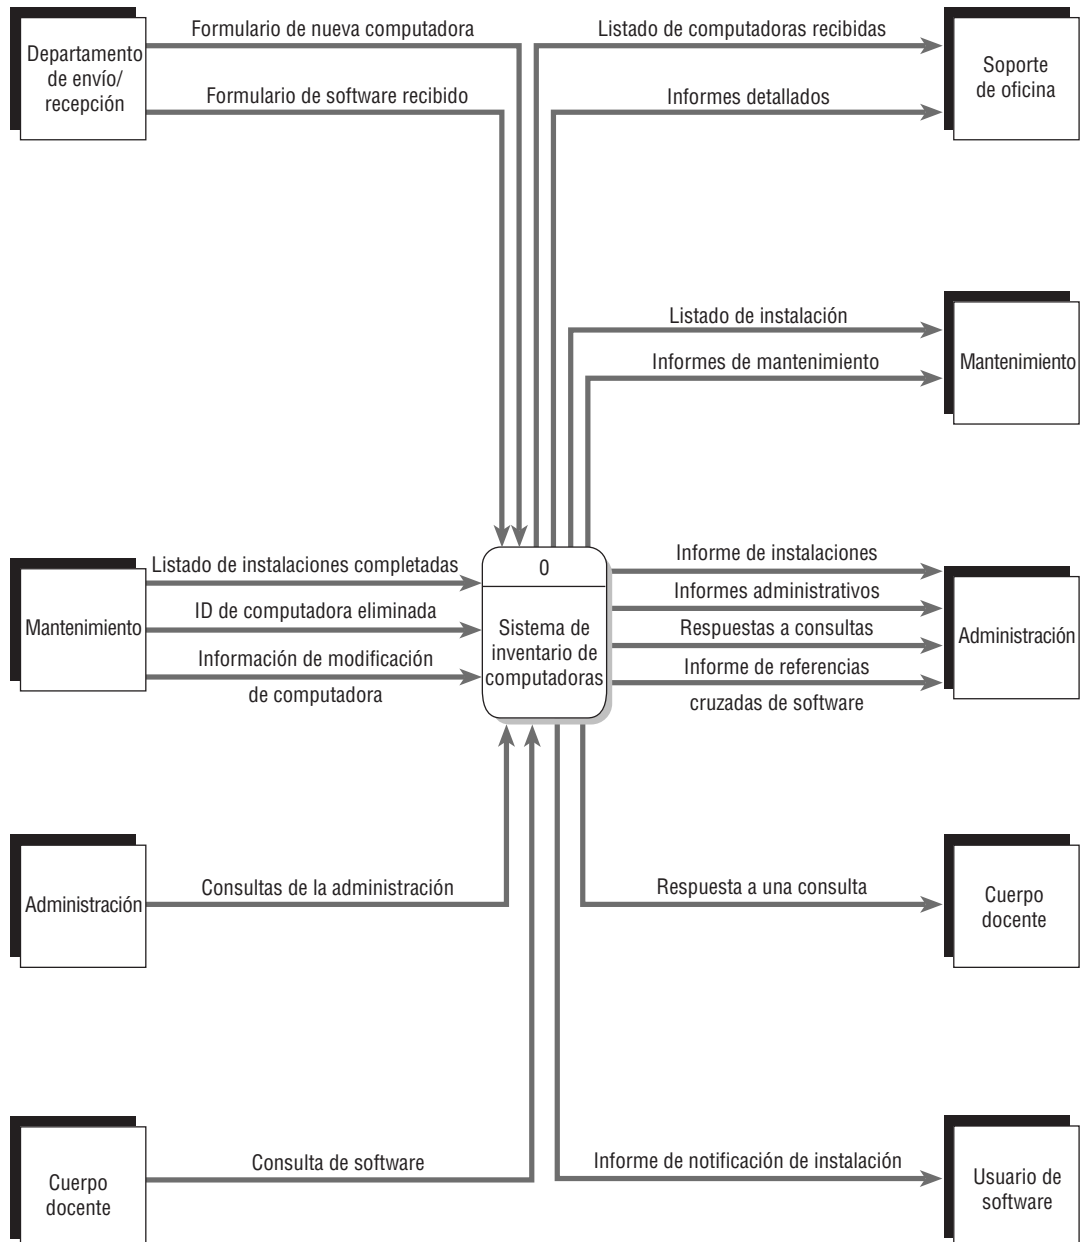 Departamento
de envío/
recepción
Formulario de nueva computadora
Formulario de software recibido
Listado de computadoras recibidas
Informes detallados
Soporte
de oficina
Listado de instalación
Informes de mantenimiento
Mantenimiento
Mantenimiento
Listado de instalaciones completadas
ID de computadora eliminada
Información de modificación
de computadora
0
Sistema de
inventario de
computadoras
Informe de instalaciones
Informes administrativos
Respuestas a consultas
Informe de referencias
cruzadas de software
Administración
Administración
Consultas de la administración
Respuesta a una consulta
Cuerpo
docente
Cuerpo
docente
Consulta de software
Informe de notificación de instalación
Usuario de
software